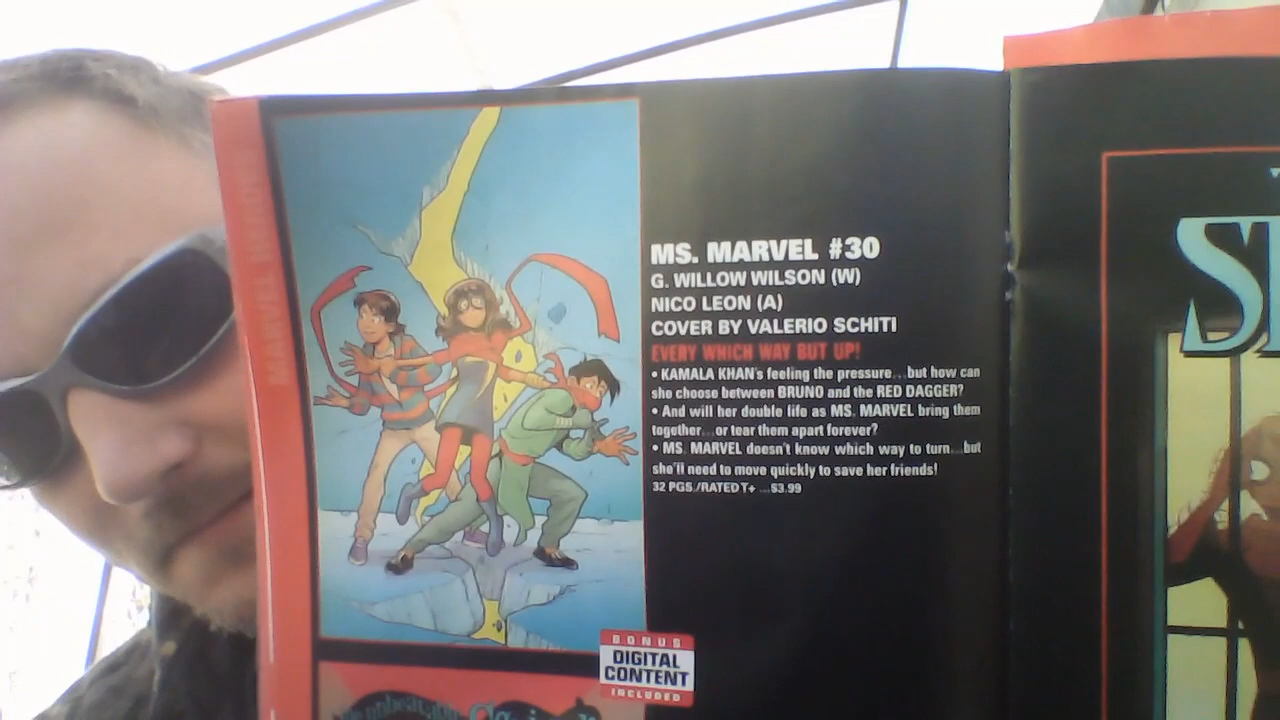 MS. MARVEL #30
G. WILLOW WILSON (W)
NICO LEON (A)
COVER BY VALERIO SCHITI
EVERY WHICH WAY BUT UP!
• KAMALA KHAN's feeling the pressure...but how can
she choose between BRUNO and the RED DAGGER?
• And will her double life as MS. MARVEL bring them
together...or tear them apart forever?
• MS. MARVEL doesn't know which way to turn...but
she'll need to move quickly to save her friends!
32 PGS./RATED T+ ...$3.99
BONUS
DIGITAL
CONTENT
INCLUDED